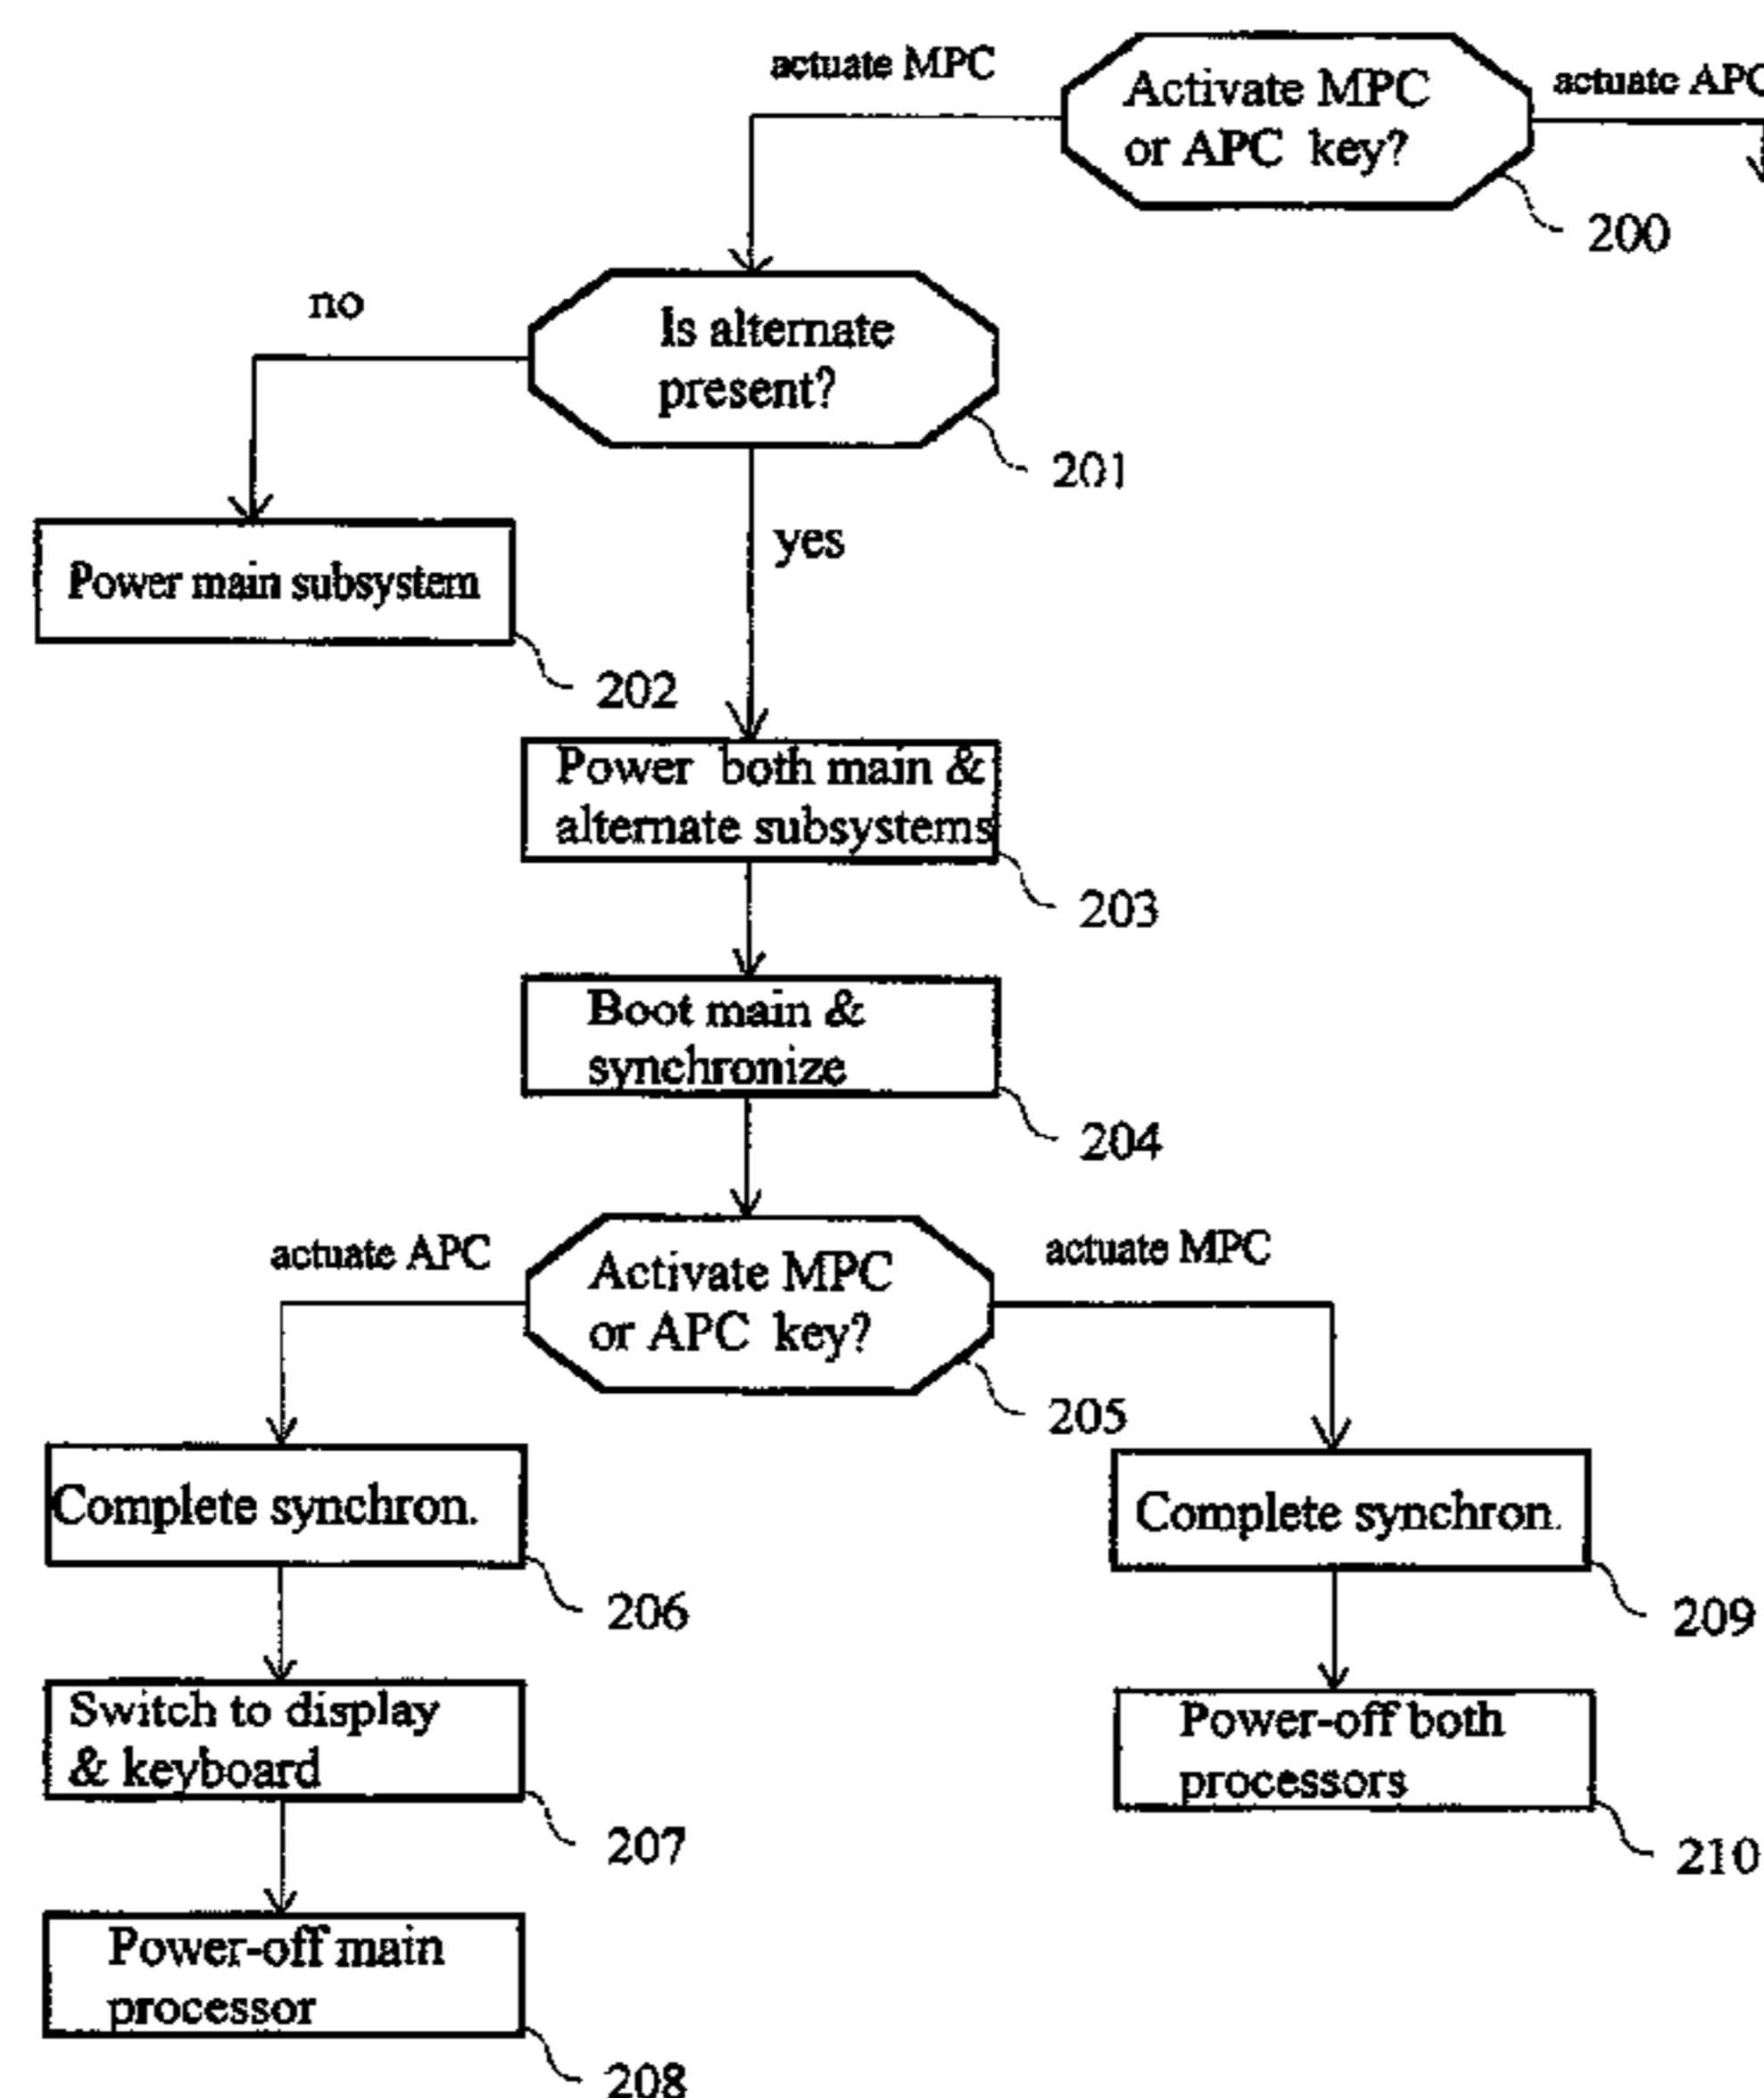 actuate MPC
Activate MPC
or APC key?
actuate APC
200
no
Is alternate
present?
201
yes
Power main subsystem
202
Power both main &
alternate subsystems
203
Boot main &
synchronize
204
actuate APC
Activate MPC
or APC key?
actuate MPC
205
Complete synchron.
206
Complete synchron.
209
Switch to display
& keyboard
207
Power-off both
processors
210
Power-off main
processor
208